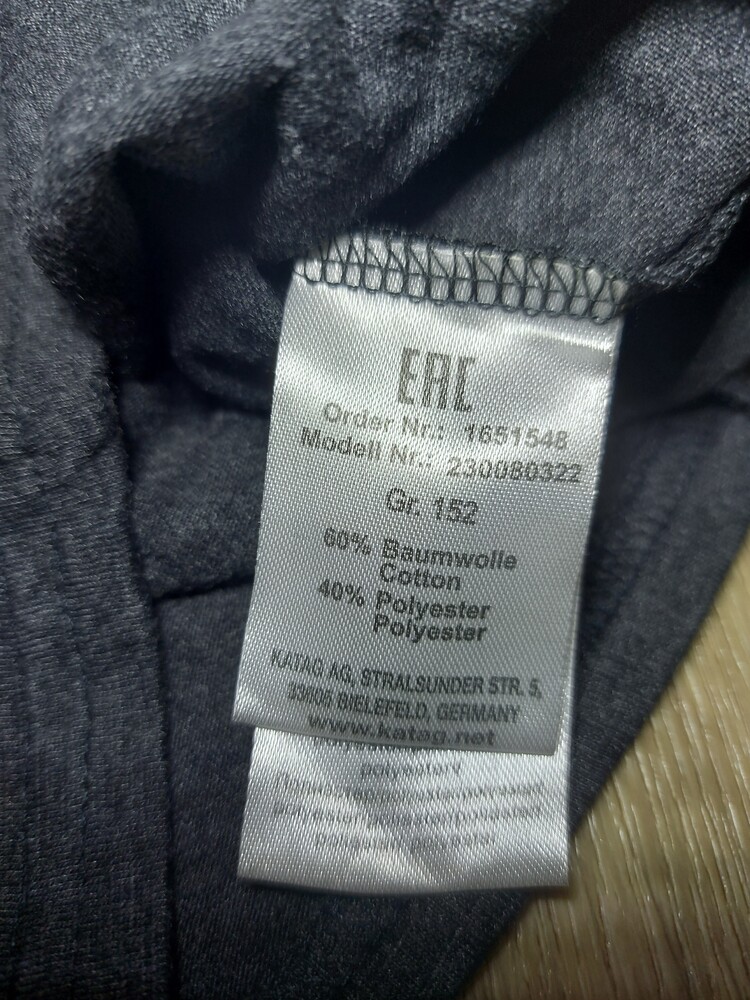 EAC
Order Nr.: 1651548
Modell Nr.: 230080322
Gr. 152
60% Baumwolle
Cotton
40% Polyester
Polyester
KATAG AG, STRALSUNDER STR. 5,
33605 BIELEFELD, GERMANY
www.katag.net